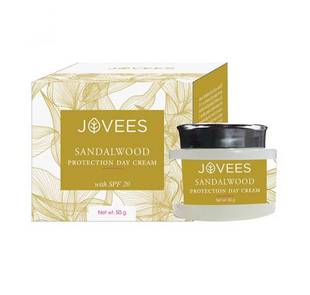 JOVEES
SANDALWOOD
PROTECTION DAY CREAM
with SPF 20
Net wt. 50 g
JOVEES
SANDALWOOD
PROTECTION DAY CREAM
Net wt. 50 g